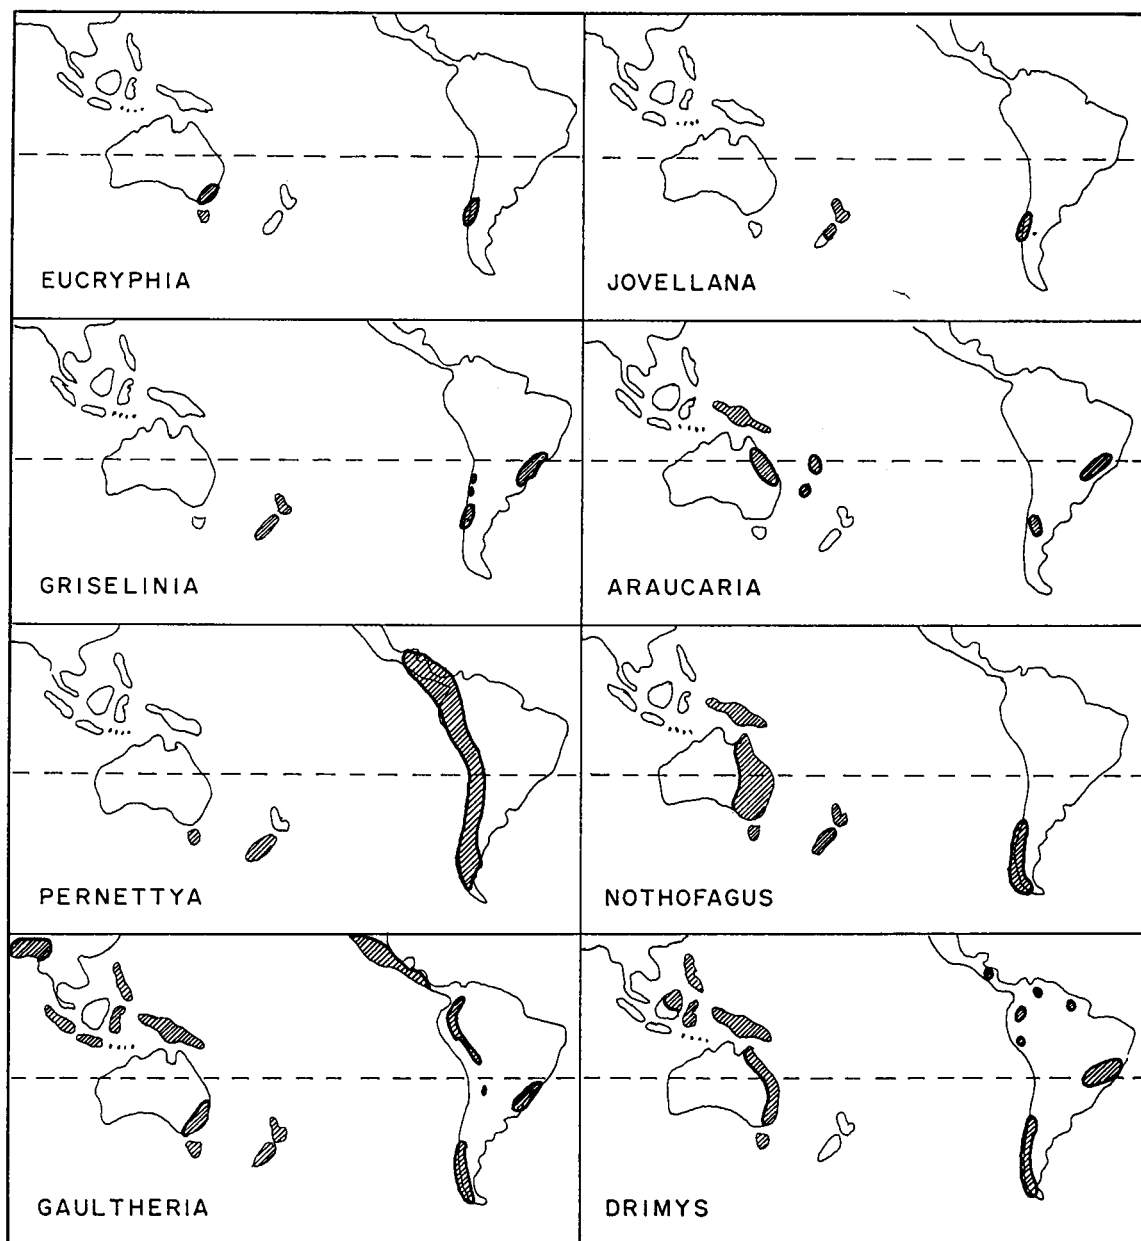 EUCRYPHIA
JOVELLANA
GRISELINIA
ARAUCARIA
PERNETTYA
NOTHOFAGUS
GAULTHERIA
DRIMYS